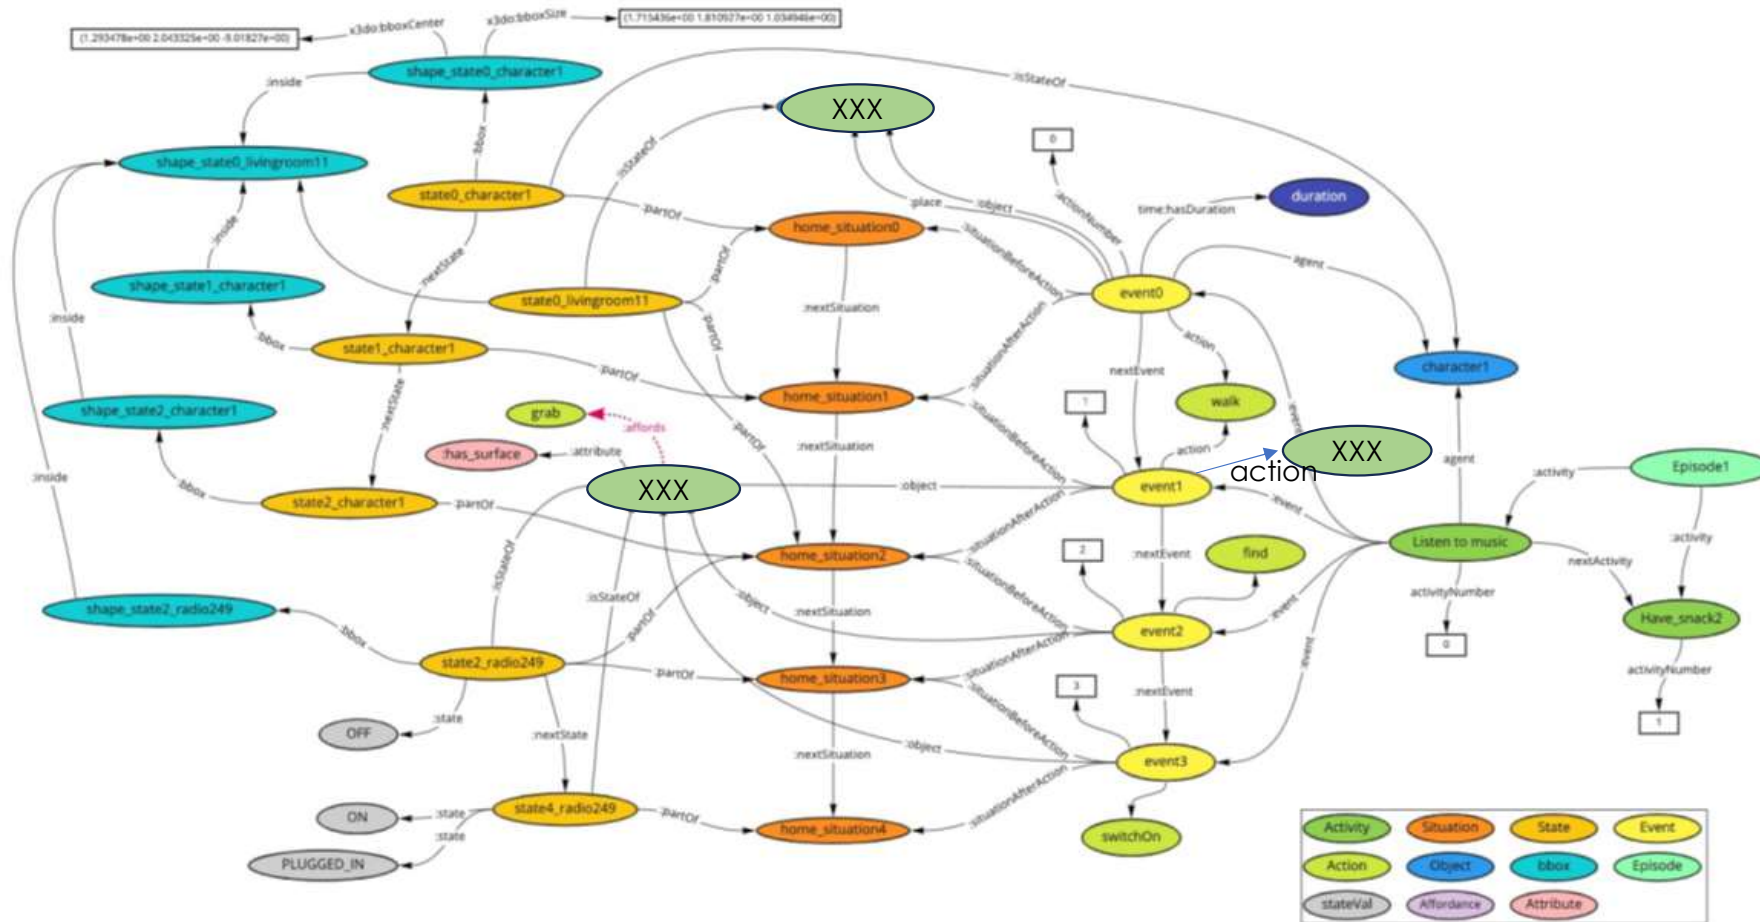 x3do:bboxCenter
x3do:bboxSize
(1.293478e+00 2.043325e+00 -9.01827e+00)
(1.715436e+00 1.810927e+00 1.034946e+00)
shape_state0_character1
:inside
:isStateOf
XXX
:bbox
:isStateOf
0
shape_state0_livingroom11
state0_character1
:partOf
:place
:object
:actionNumber
time:hasDuration
duration
:inside
home_situation0
:situationBeforeAction
:nextState
:partOf
agent
shape_state1_character1
state0_livingroom11
event0
:nextSituation
:inside
:bbox
:partOf
:situationAfterAction
action
state1_character1
:partOf
nextEvent
character1
shape_state2_character1
:nextState
grab
:affords
home_situation1
1
walk
:event
:partOf
:nextSituation
:situationBeforeAction
action
XXX
action
agent
:has_surface
:attribute
Episode1
:activity
:inside
:bbox
state2_character1
:partOf
XXX
:object
event1
:event
:situationAfterAction
Listen to music
:activity
:isStateOf
home_situation2
2
:nextEvent
find
nextActivity
:situationBeforeAction
shape_state2_radio249
:isStateOf
:partOf
:object
:nextSituation
:event
activityNumber
Have_snack2
:bbox
event2
0
:situationAfterAction
:event
state2_radio249
:partOf
home_situation3
activityNumber
3
:nextEvent
:situationBeforeAction
:state
OFF
:nextState
1
:object
:nextSituation
event3
state4_radio249
:situationAfterAction
ON
:state
:partOf
:state
home_situation4
switchOn
PLUGGED_IN
Activity
Situation
State
Event
Action
Object
bbox
Episode
stateVal
Affordance
Attribute